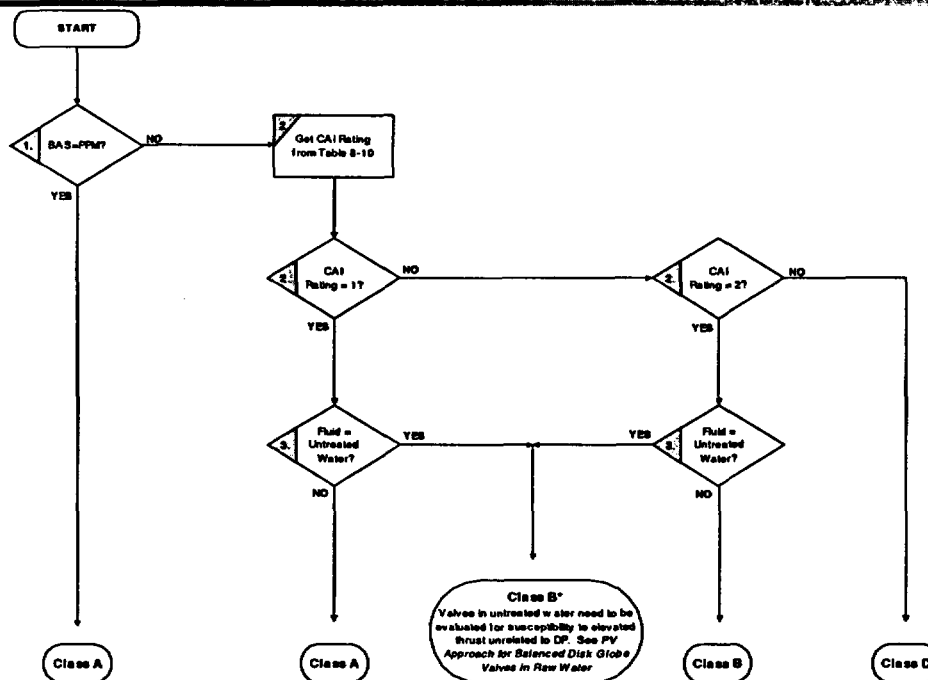 START
1.
BAS=PPM?
NO
YES
2.
Get CAI Rating
from Table 8-10
2.
CAI
Rating = 1?
NO
YES
2.
CAI
Rating = 2?
NO
YES
3.
Fluid =
Untreated
Water?
YES
NO
3.
Fluid =
Untreated
Water?
YES
NO
Class B*
Valves in untreated water need to be
evaluated for susceptibility to elevated
thrust unrelated to DP. See PV
Approach for Balanced Disk Globe
Valves in Raw Water
Class A
Class A
Class B
Class D